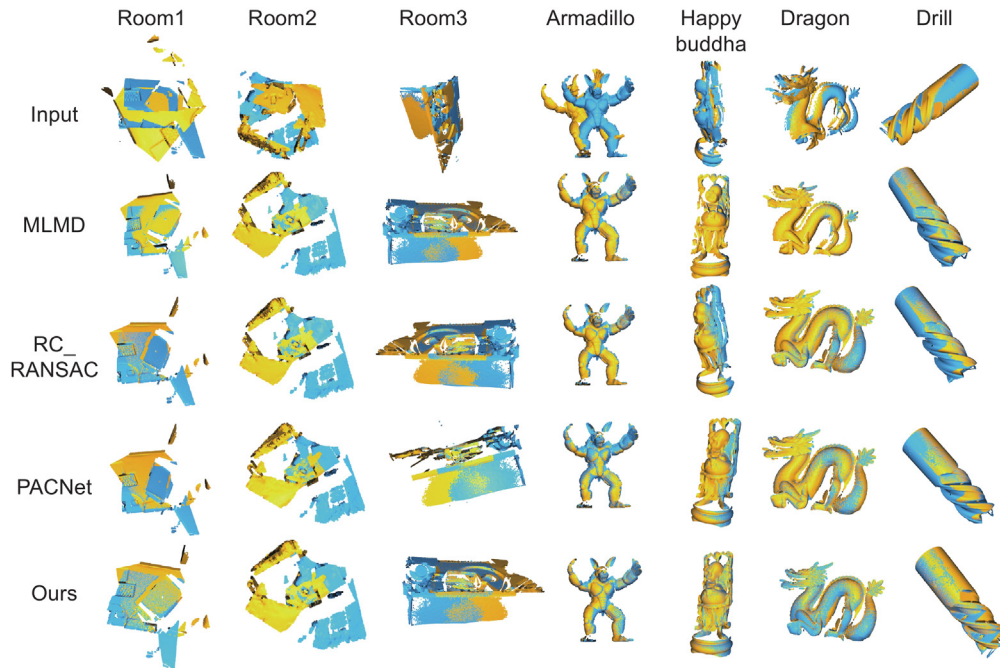 Room1 Room2 Room3 Armadillo Happy Dragon Drill
buddha
Input
MLMD
RC_
RANSAC
PACNet
Ours